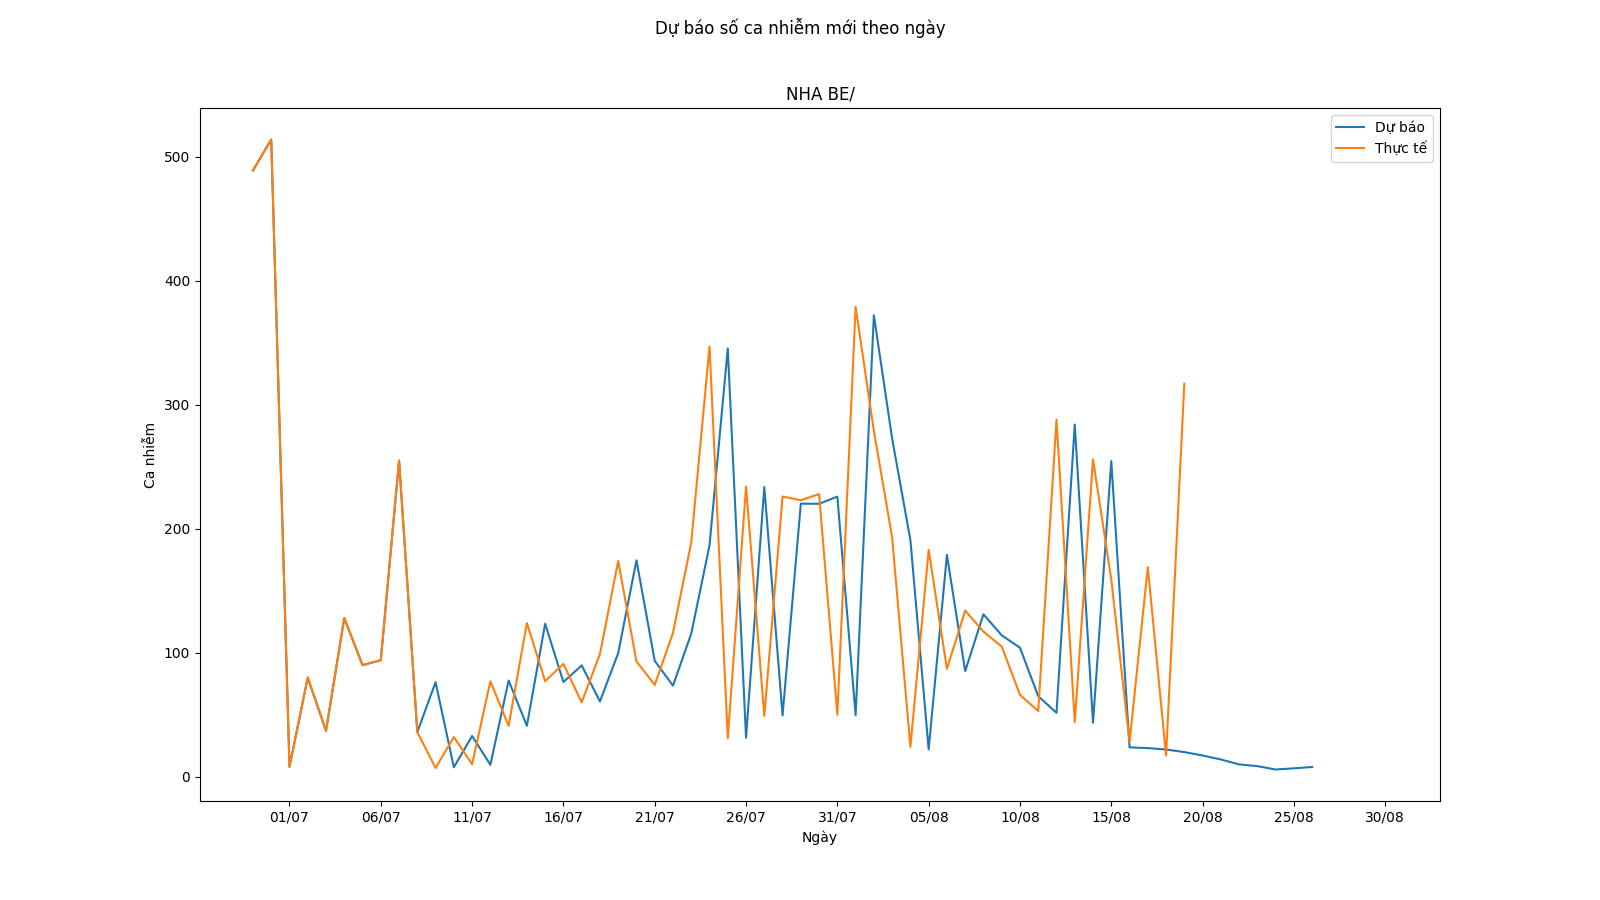 Dự báo số ca nhiễm mới theo ngày
NHA BE/
Dự báo
Thực tế
500
400
300
200
100
0
Ca nhiễm
01/07 06/07 11/07 16/07 21/07 26/07 31/07 05/08 10/08 15/08 20/08 25/08 30/08
Ngày